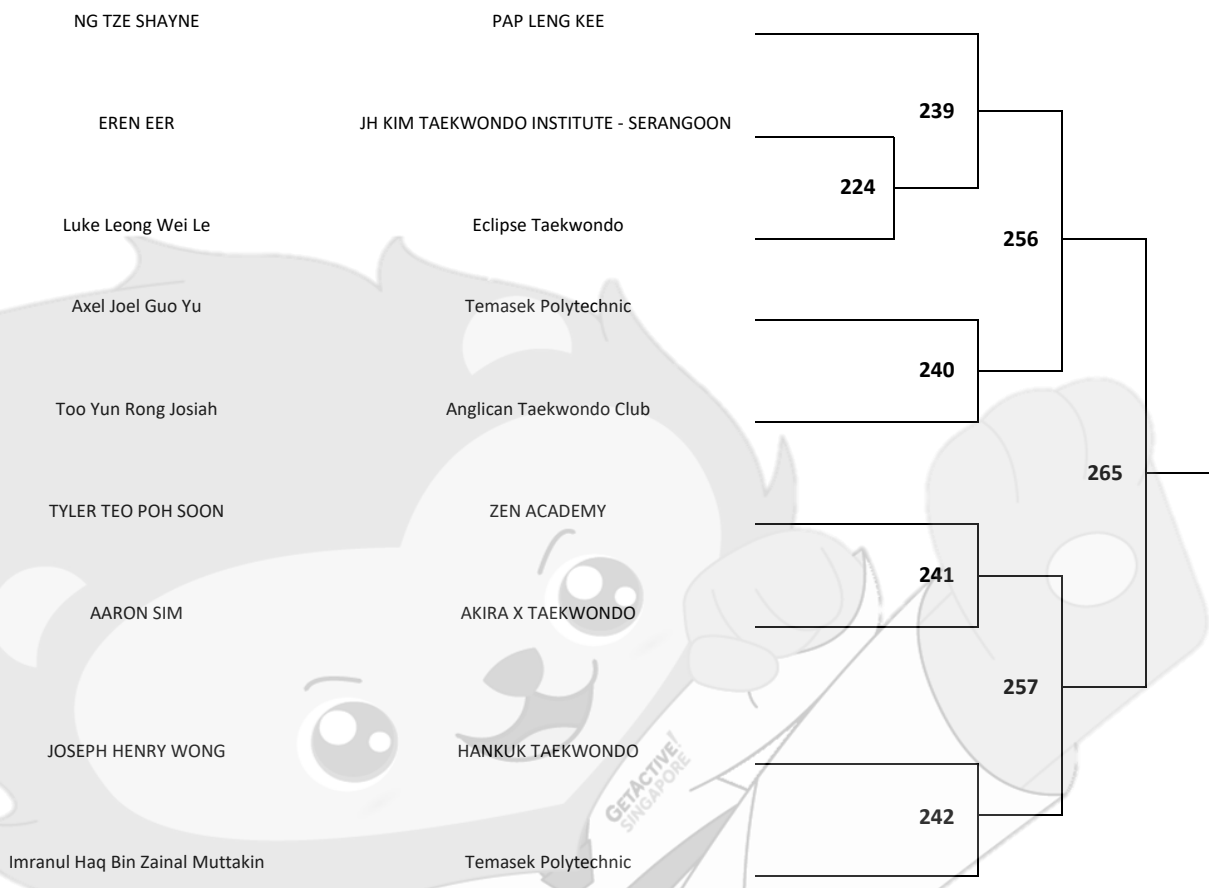 NG TZE SHAYNE PAP LENG KEE
239
EREN EER JH KIM TAEKWONDO INSTITUTE - SERANGOON
224
Luke Leong Wei Le Eclipse Taekwondo
256
Axel Joel Guo Yu Temasek Polytechnic
240
Too Yun Rong Josiah Anglican Taekwondo Club
265
TYLER TEO POH SOON ZEN ACADEMY
241
AARON SIM AKIRA X TAEKWONDO
257
JOSEPH HENRY WONG HANKUK TAEKWONDO
GETACTIVE!
SINGAPORE
242
Imranul Haq Bin Zainal Muttakin Temasek Polytechnic